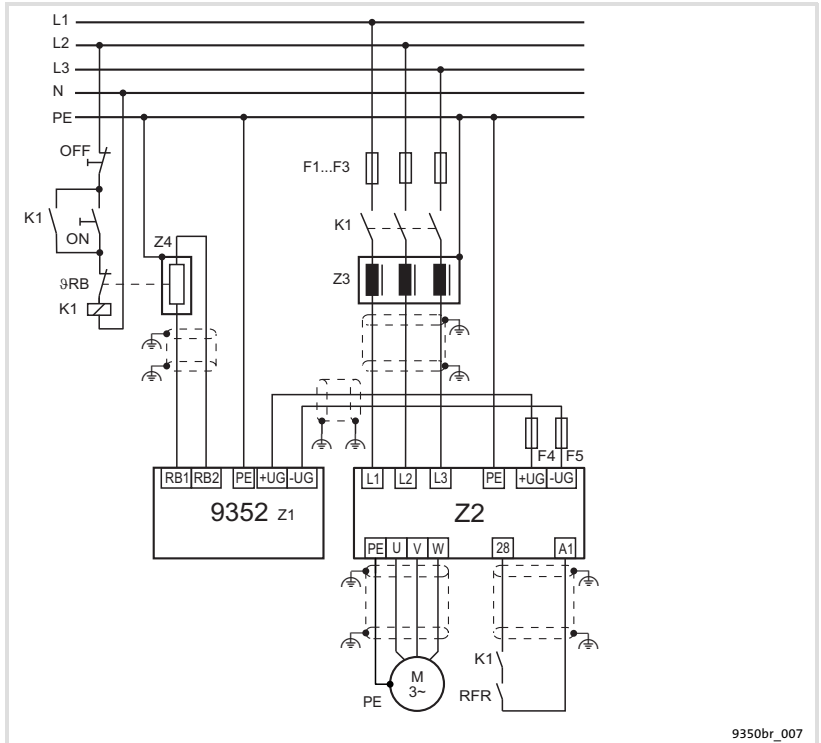 L1
L2
L3
N
PE
OFF
F1...F3
K1
K1
ON
Z4
Z3
ϑRB
K1
F4 F5
RB1 RB2 PE +UG -UG
L1 L2 L3 PE +UG -UG
9352 Z1
Z2
PE U V W 28 A1
K1
M
3~
RFR
PE
9350br_007